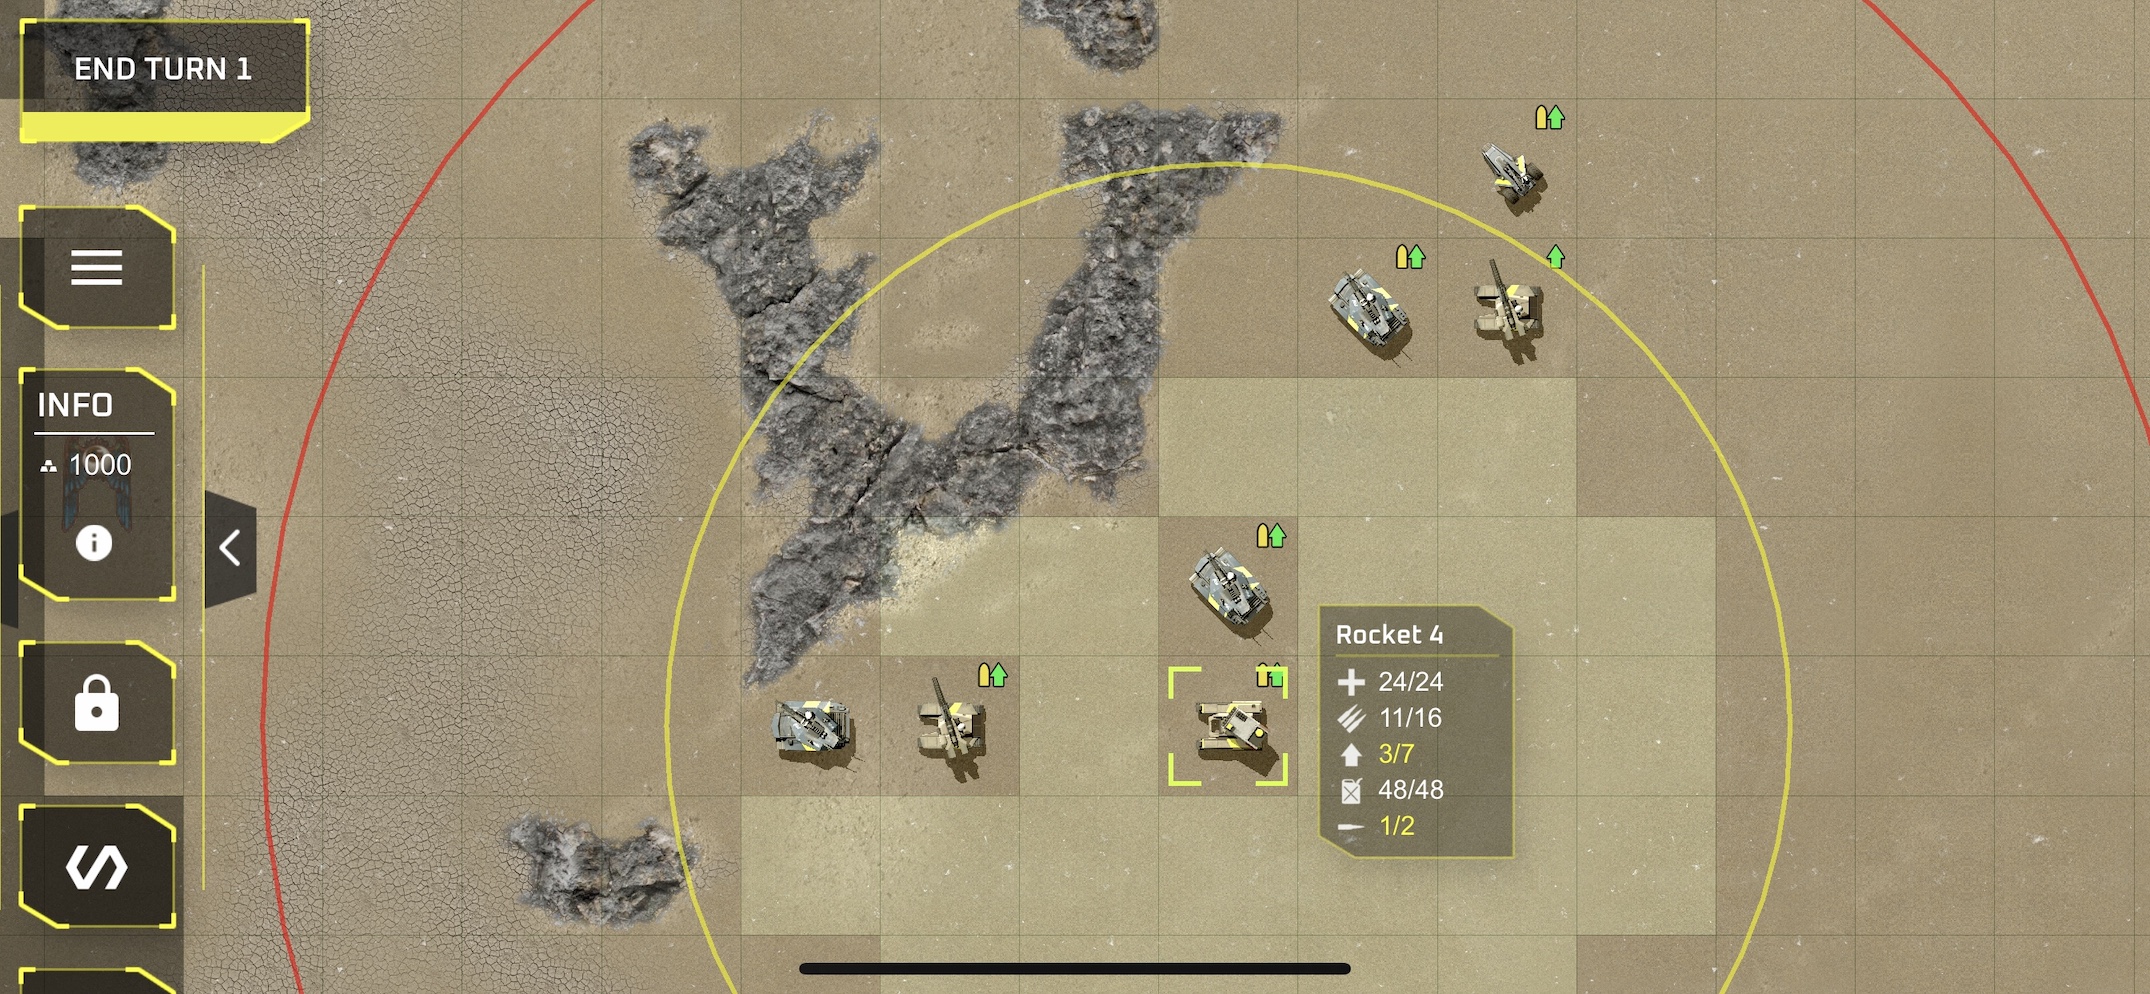 END TURN 1
INFO
1000
Rocket 4
24/24
11/16
3/7
48/48
1/2